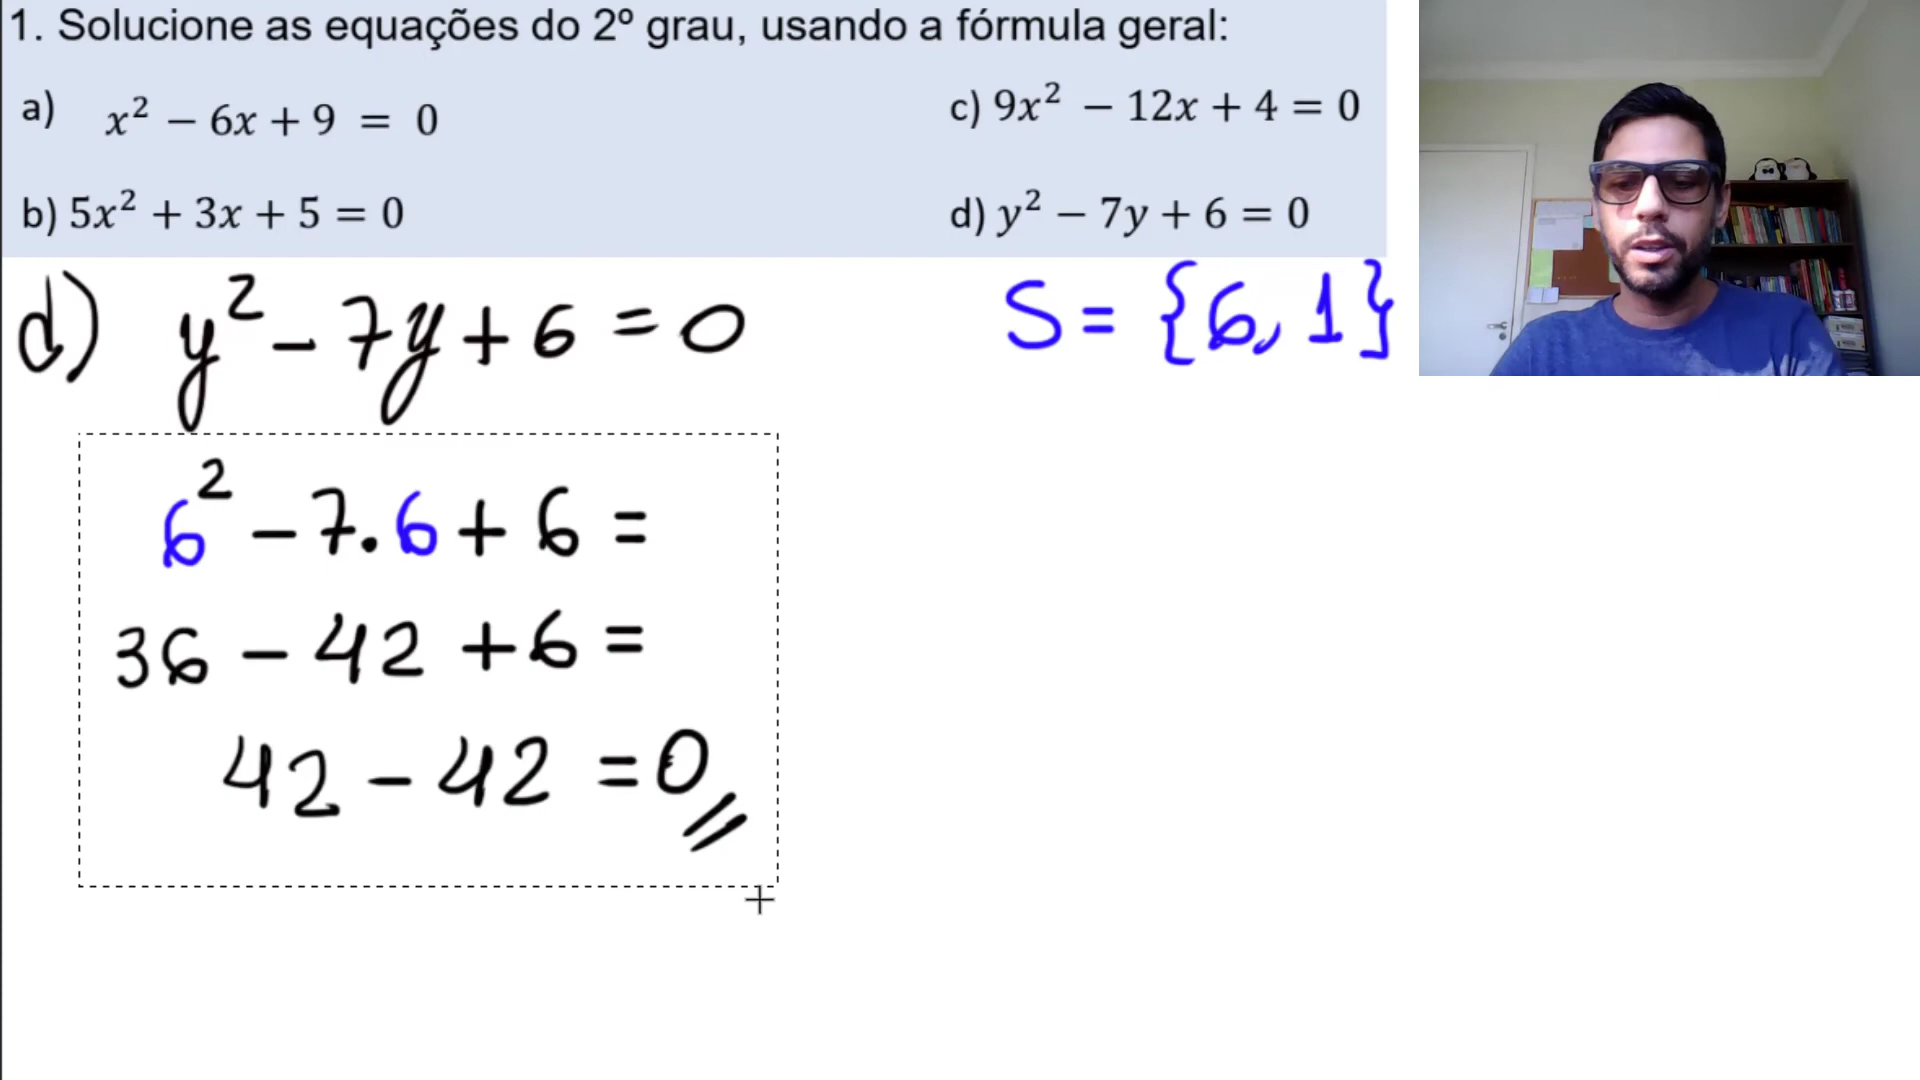 1. Solucione as equações do 2º grau, usando a fórmula geral:
a) x² − 6x + 9 = 0
c) 9x² − 12x + 4 = 0
b) 5x² + 3x + 5 = 0
d) y² − 7y + 6 = 0
d) y² - 7y + 6 = 0
S = {6, 1}
6² - 7.6 + 6 =
36 - 42 + 6 =
42 - 42 = 0